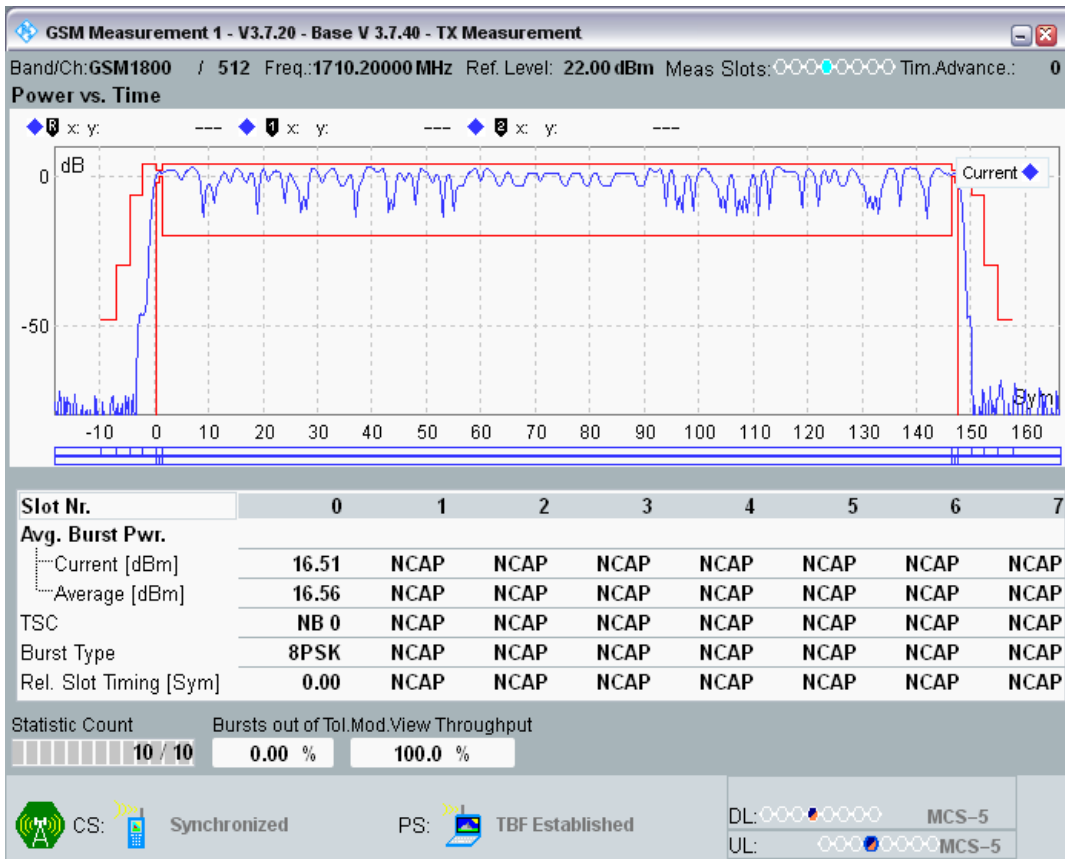 GSM Measurement 1 - V3.7.20 - Base V 3.7.40 - TX Measurement
Band/Ch:GSM1800 / 512 Freq.:1710.20000 MHz Ref. Level: 22.00 dBm Meas Slots: Tim.Advance.: 0
Power vs. Time
R x: y: --- 1 x: y: --- 2 x: y: ---
dB
Current
0
-50
Sym
-10 0 10 20 30 40 50 60 70 80 90 100 110 120 130 140 150 160
Slot Nr. 0 1 2 3 4 5 6 7
Avg. Burst Pwr.
Current [dBm] 16.51 NCAP NCAP NCAP NCAP NCAP NCAP NCAP
Average [dBm] 16.56 NCAP NCAP NCAP NCAP NCAP NCAP NCAP
TSC NB 0 NCAP NCAP NCAP NCAP NCAP NCAP NCAP
Burst Type 8PSK NCAP NCAP NCAP NCAP NCAP NCAP NCAP
Rel. Slot Timing [Sym] 0.00 NCAP NCAP NCAP NCAP NCAP NCAP NCAP
Statistic Count Bursts out of Tol.Mod.View Throughput
10 / 10 0.00 % 100.0 %
CS: Synchronized PS: TBF Established
DL: MCS-5
UL: MCS-5